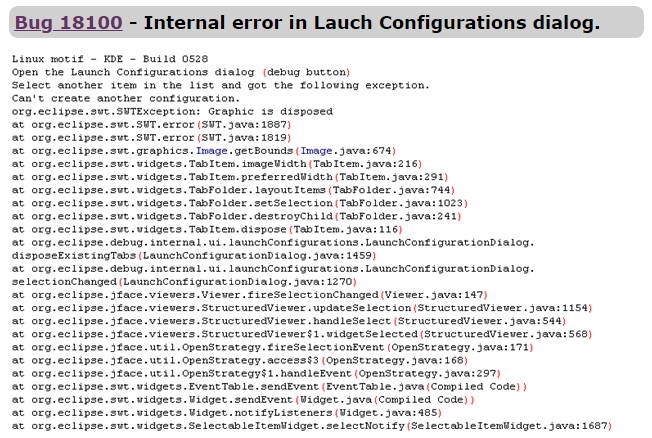 Bug 18100 - Internal error in Lauch Configurations dialog.
Linux motif - KDE - Build 0528
Open the Launch Configurations dialog (debug button)
Select another item in the list and got the following exception.
Can't create another configuration.
org.eclipse.swt.SWTException: Graphic is disposed
at org.eclipse.swt.SWT.error(SWT.java:1887)
at org.eclipse.swt.SWT.error(SWT.java:1819)
at org.eclipse.swt.graphics.Image.getBounds(Image.java:674)
at org.eclipse.swt.widgets.TabItem.imageWidth(TabItem.java:216)
at org.eclipse.swt.widgets.TabItem.preferredWidth(TabItem.java:291)
at org.eclipse.swt.widgets.TabFolder.layoutItems(TabFolder.java:744)
at org.eclipse.swt.widgets.TabFolder.setSelection(TabFolder.java:1023)
at org.eclipse.swt.widgets.TabFolder.destroyChild(TabFolder.java:241)
at org.eclipse.swt.widgets.TabItem.dispose(TabItem.java:116)
at org.eclipse.debug.internal.ui.launchConfigurations.LaunchConfigurationDialog.
disposeExistingTabs(LaunchConfigurationDialog.java:1459)
at org.eclipse.debug.internal.ui.launchConfigurations.LaunchConfigurationDialog.
selectionChanged(LaunchConfigurationDialog.java:1270)
at org.eclipse.jface.viewers.Viewer.fireSelectionChanged(Viewer.java:147)
at org.eclipse.jface.viewers.StructuredViewer.updateSelection(StructuredViewer.java:1154)
at org.eclipse.jface.viewers.StructuredViewer.handleSelect(StructuredViewer.java:544)
at org.eclipse.jface.viewers.StructuredViewer$1.widgetSelected(StructuredViewer.java:568)
at org.eclipse.jface.util.OpenStrategy.fireSelectionEvent(OpenStrategy.java:171)
at org.eclipse.jface.util.OpenStrategy.access$3(OpenStrategy.java:168)
at org.eclipse.jface.util.OpenStrategy$1.handleEvent(OpenStrategy.java:297)
at org.eclipse.swt.widgets.EventTable.sendEvent(EventTable.java(Compiled Code))
at org.eclipse.swt.widgets.Widget.sendEvent(Widget.java(Compiled Code))
at org.eclipse.swt.widgets.Widget.notifyListeners(Widget.java:485)
at org.eclipse.swt.widgets.SelectableItemWidget.selectNotify(SelectableItemWidget.java:1687)